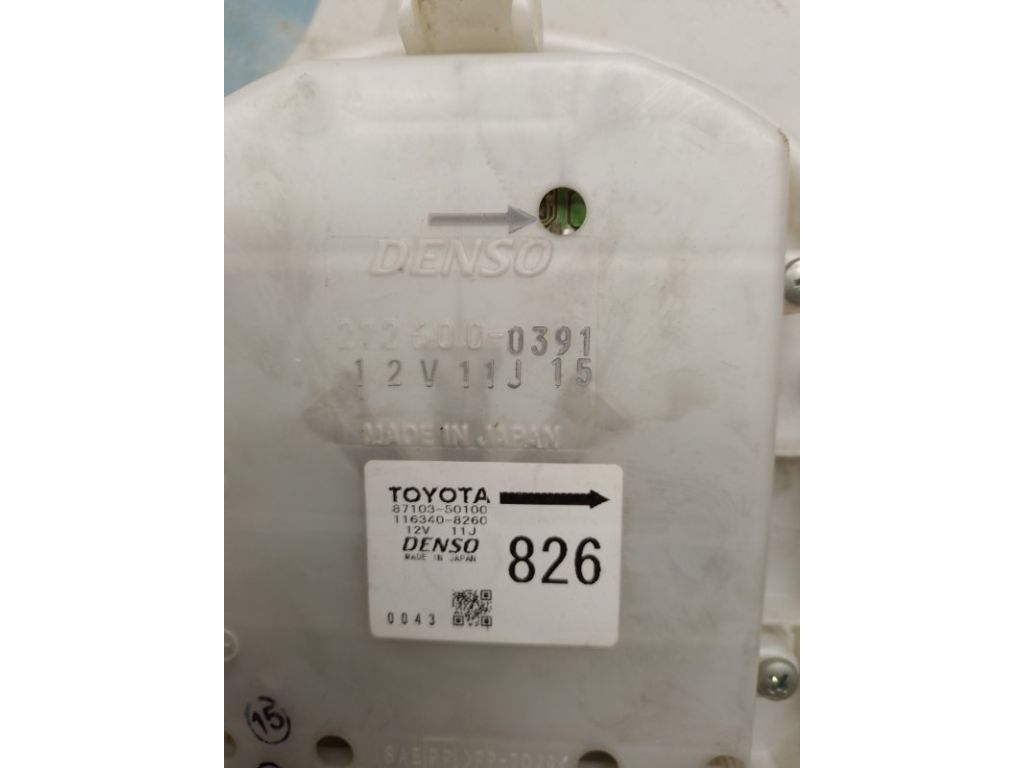 DENSO
272600-0391
12V 11J 15
MADE IN JAPAN
TOYOTA
87103-50100
116340-8260
12V 11J
DENSO
MADE IN JAPAN
826
0043
15